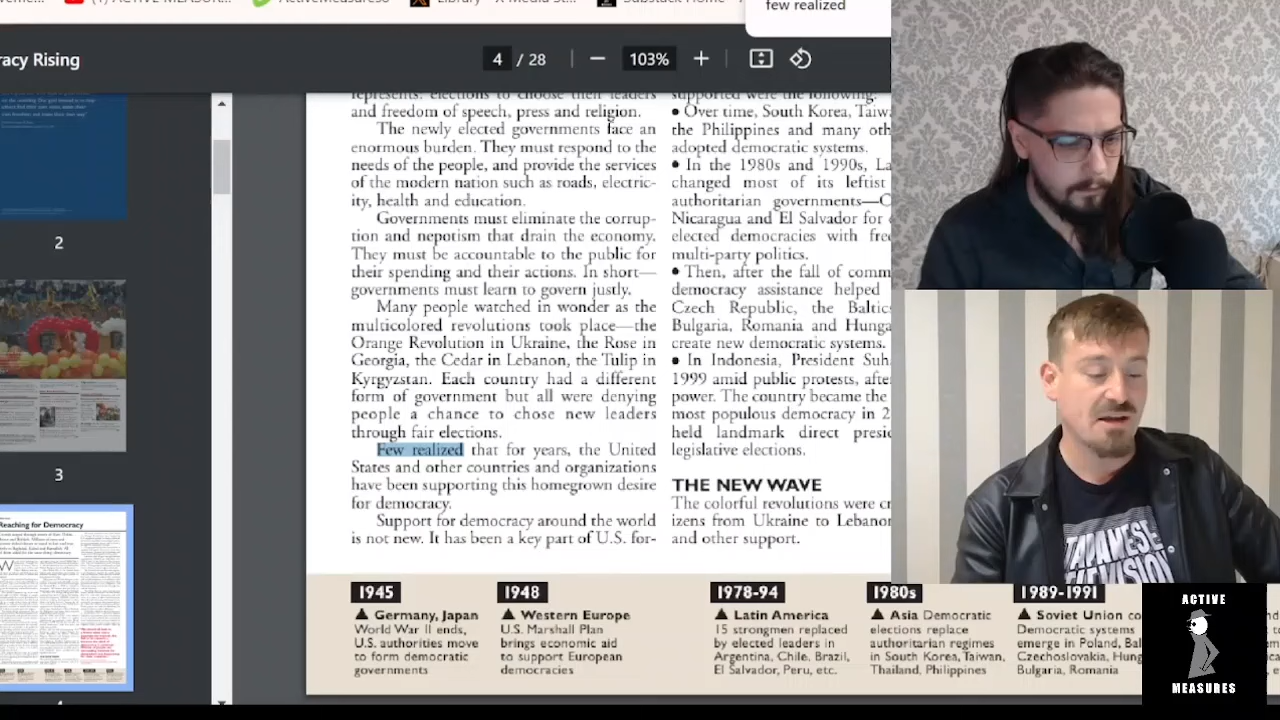 few realized
racy Rising
4 / 28
103%
2
3
Reaching for Democracy
and freedom of speech, press and religion.
The newly elected governments face an
enormous burden. They must respond to the
needs of the people, and provide the services
of the modern nation such as roads, electric-
ity, health and education.
Governments must eliminate the corrup-
tion and nepotism that drain the economy.
They must be accountable to the public for
their spending and their actions. In short—
governments must learn to govern justly.
Many people watched in wonder as the
multicolored revolutions took place—the
Orange Revolution in Ukraine, the Rose in
Georgia, the Cedar in Lebanon, the Tulip in
Kyrgyzstan. Each country had a different
form of government but all were denying
people a chance to chose new leaders
through fair elections.
Few realized that for years, the United
States and other countries and organizations
have been supporting this homegrown desire
for democracy.
Support for democracy around the world
is not new. It has been a key part of U.S. for-
supported were the following:
• Over time, South Korea, Taiw
the Philippines and many oth
adopted democratic systems.
• In the 1980s and 1990s, La
changed most of its leftist
authoritarian governments—C
Nicaragua and El Salvador for
elected democracies with free
multi-party politics.
• Then, after the fall of comm
democracy assistance helped
Czech Republic, the Baltics
Bulgaria, Romania and Hunga
create new democratic systems.
• In Indonesia, President Suh
1999 amid public protests, afte
power. The country became the
most populous democracy in 2
held landmark direct presid
legislative elections.
THE NEW WAVE
The colorful revolutions were cr
izens from Ukraine to Lebanon
and other support.
1945
▲ Germany, Japan
World War II ends,
U.S. authorities move
to form democratic
governments
Western Europe
U.S. Marshall Plan
brings economic aid
to support European
democracies
1978-94
▲ Latin America
15 strongmen replaced
by elected leaders in
Argentina, Chile, Brazil,
El Salvador, Peru, etc.
1980s
▲ Asia Democratic
elections replace
authoritarian regimes
in South Korea, Taiwan,
Thailand, Philippines
1989-1991
▲ Soviet Union co
Democratic systems
emerge in Poland, Balt
Czechoslovakia, Hung
Bulgaria, Romania
ACTIVE
MEASURES